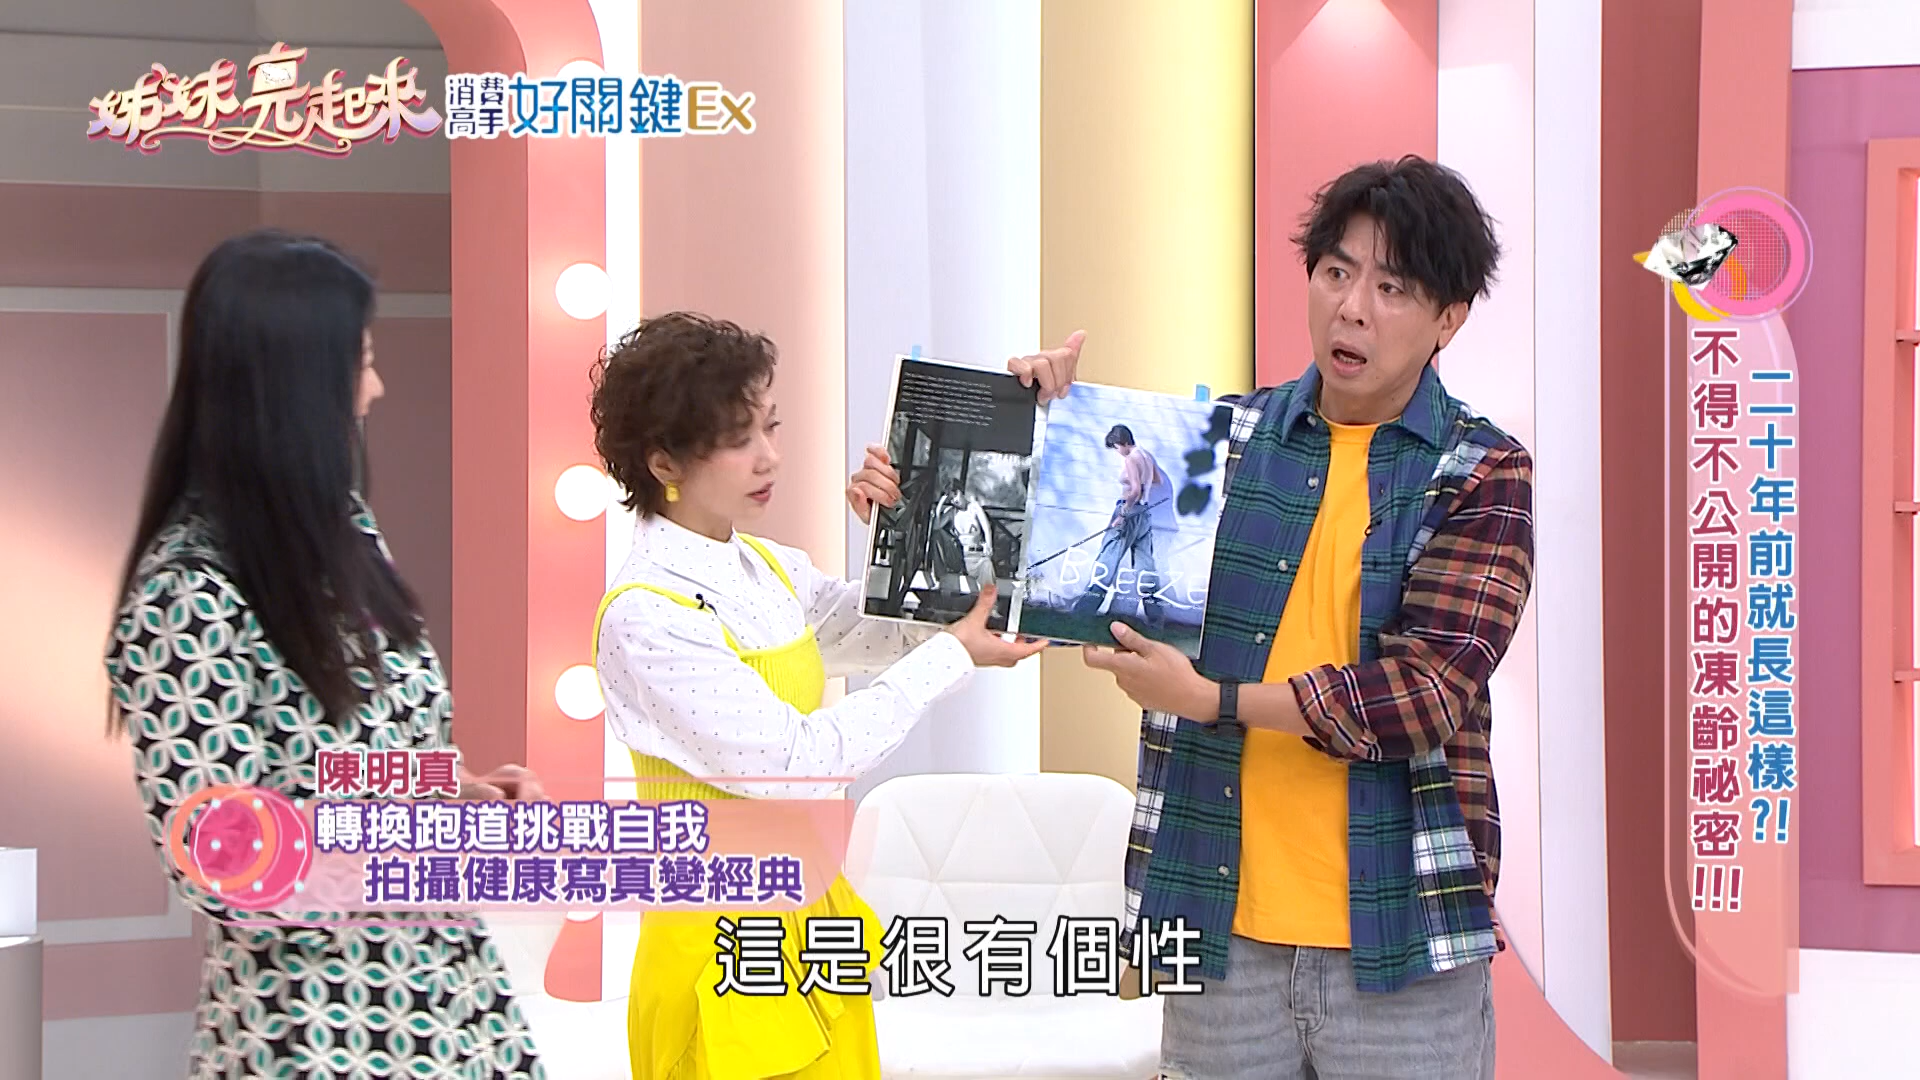 姊妹亮起來
消費高手 好關鍵Ex
二十年前就長這樣?!
不得不公開的凍齡祕密!!!
BREEZE
陳明真
轉換跑道挑戰自我
拍攝健康寫真變經典
這是很有個性